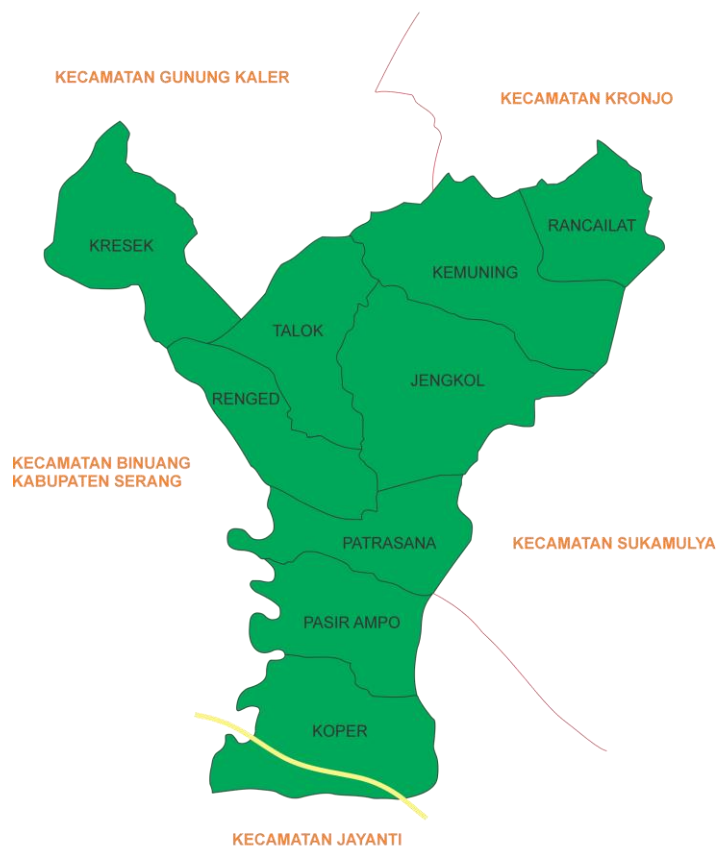 KECAMATAN GUNUNG KALER
KECAMATAN KRONJO
RANCAILAT
KRESEK
KEMUNING
TALOK
JENGKOL
RENGED
KECAMATAN BINUANG
KABUPATEN SERANG
PATRASANA
KECAMATAN SUKAMULYA
PASIR AMPO
KOPER
KECAMATAN JAYANTI